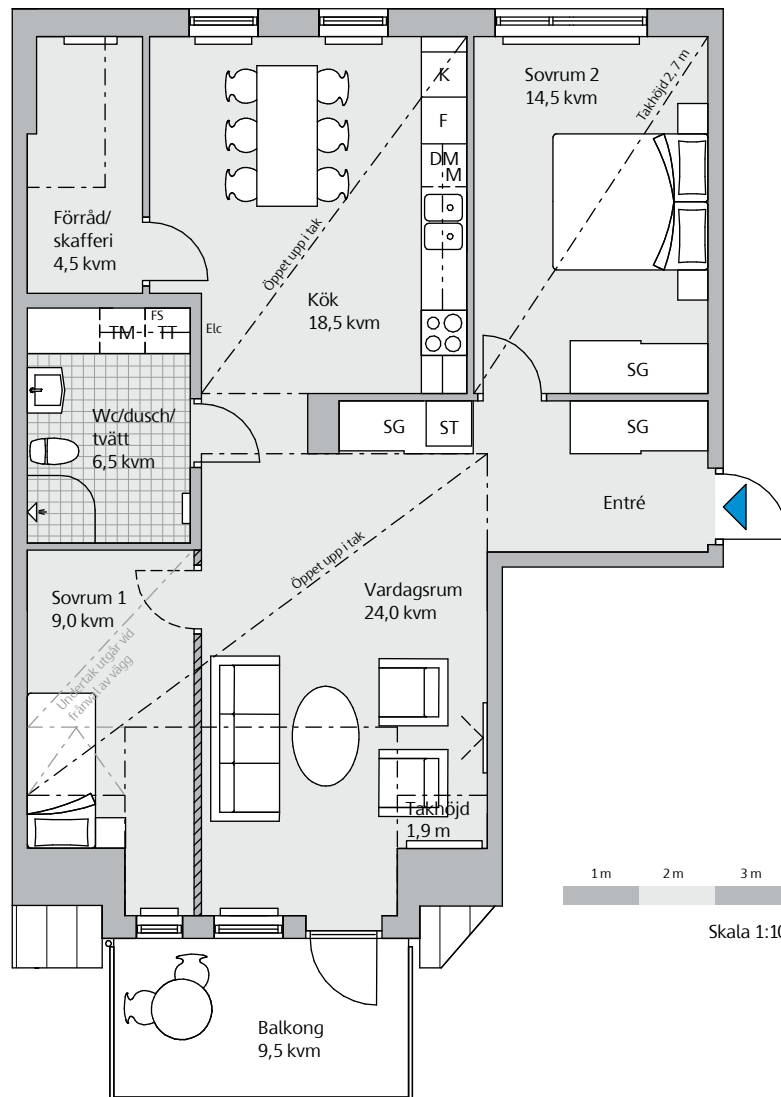 K
Sovrum 2
14,5 kvm
Takhöjd 2,7 m
F
DM
M
Förråd/
skafferi
4,5 kvm
Öppet upp i tak
Kök
18,5 kvm
FS
TM
TT
Elc
SG
Wc/dusch/
tvätt
6,5 kvm
SG
ST
SG
Entré
Öppet upp i tak
Sovrum 1
9,0 kvm
Vardagsrum
24,0 kvm
Undertak utgår vid
frånval av vägg
Takhöjd
1,9 m
1 m
2 m
3 m
Skala 1:10
Balkong
9,5 kvm